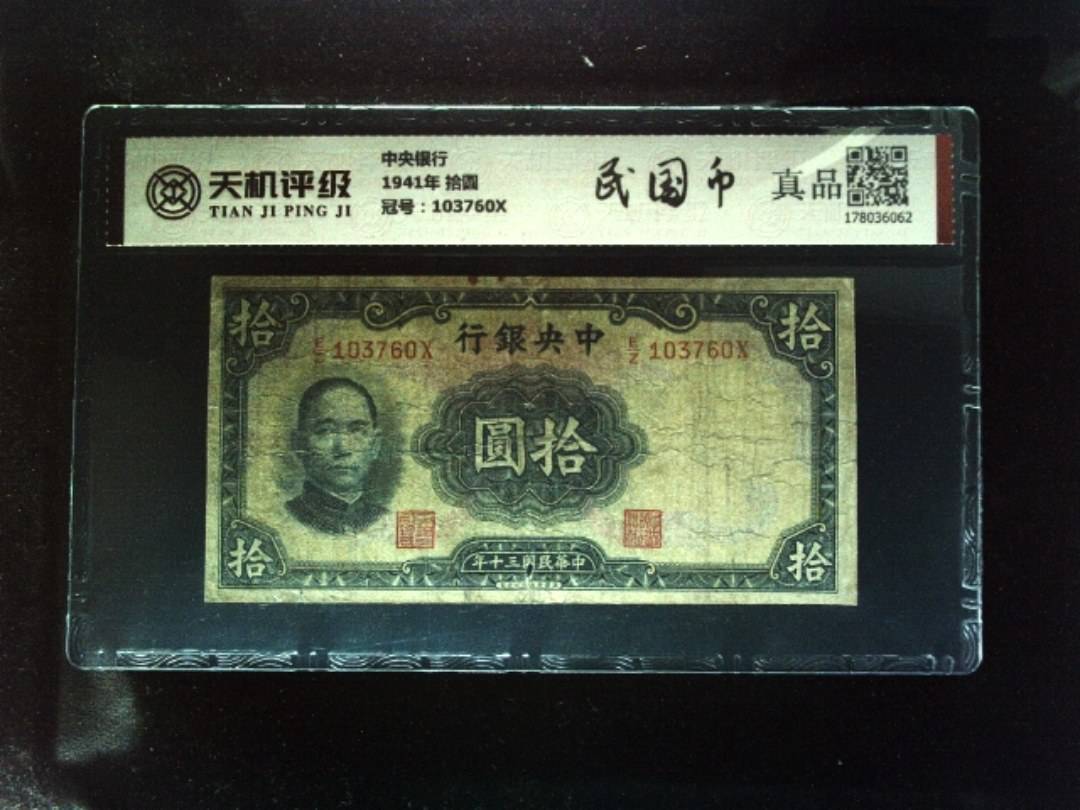 天机评级
TIAN JI PING JI
中央银行
1941年 拾圆
冠号：103760X
民国币
真品
178036062
拾
行銀央中
拾
103760X
E/Z 103760X
圓拾
拾
年十三國民華中
拾